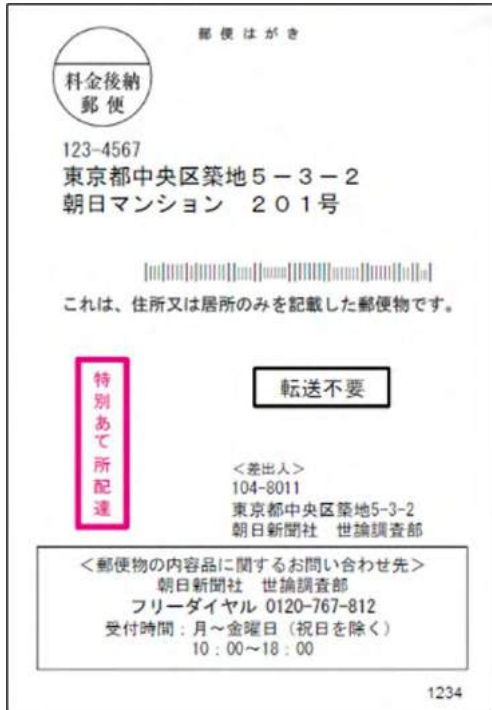 郵便はがき
料金後納
郵便
123-4567
東京都中央区築地5－3－2
朝日マンション　201号
これは、住所又は居所のみを記載した郵便物です。
特別あて所配達
転送不要
＜差出人＞
104-8011
東京都中央区築地5-3-2
朝日新聞社　世論調査部
＜郵便物の内容品に関するお問い合わせ先＞
朝日新聞社　世論調査部
フリーダイヤル 0120-767-812
受付時間：月～金曜日（祝日を除く）
10：00～18：00
1234